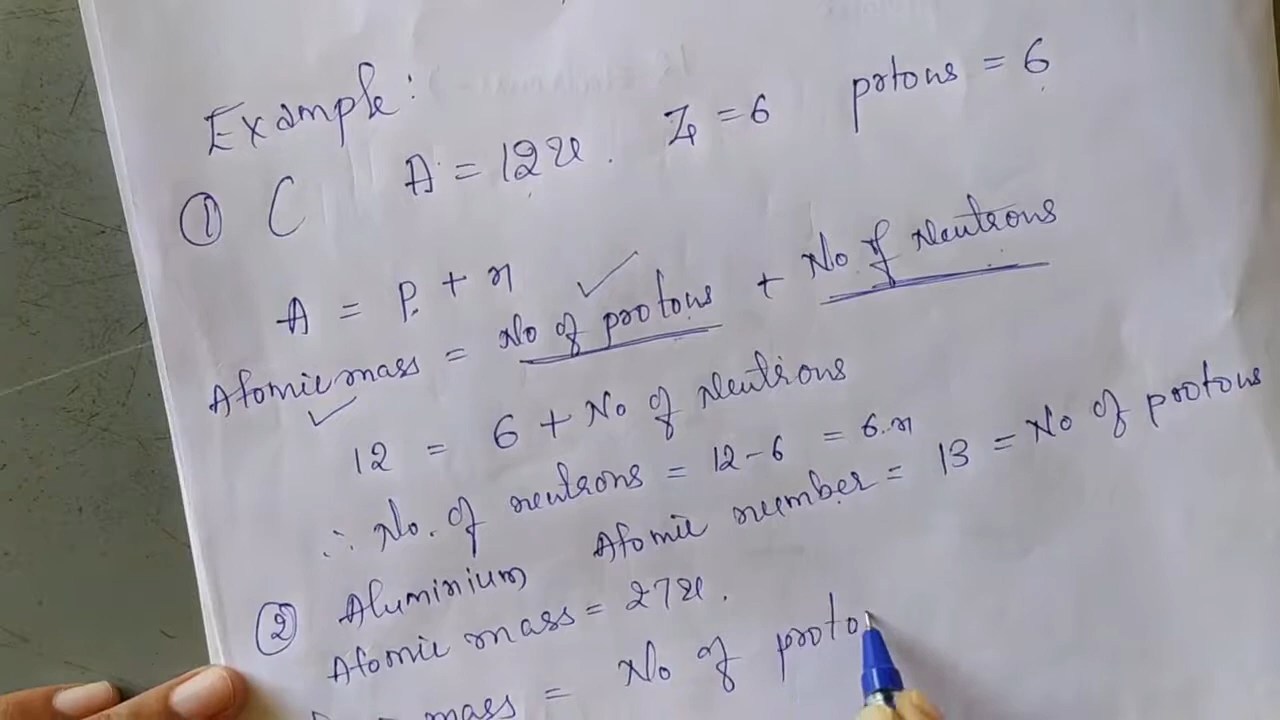 Example:
① C A = 12u. Z = 6 protons = 6
A = P + n
Atomic mass = No of protons + No of neutrons
12 = 6 + No of neutrons
∴ No. of neutrons = 12 - 6 = 6 n
② Aluminium Atomic number = 13 = No of protons
Atomic mass = 27u.
mass = No of proto